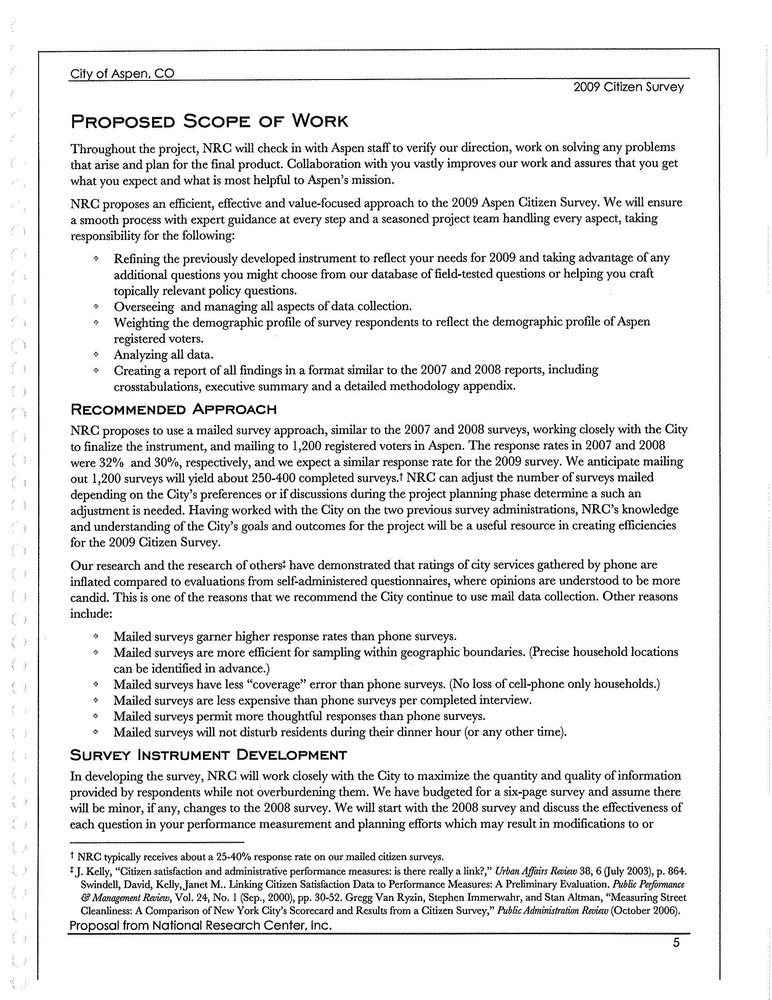 City of Aspen, CO
2009 Citizen Survey
PROPOSED SCOPE OF WORK
Throughout the project, NRC will check in with Aspen staff to verify our direction, work on solving any problems
that arise and plan for the final product. Collaboration with you vastly improves our work and assures that you get
what you expect and what is most helpful to Aspen's mission.
NRC proposes an efficient, effective and value-focused approach to the 2009 Aspen Citizen Survey. We will ensure
a smooth process with expert guidance at every step and a seasoned project team handling every aspect, taking
responsibility for the following:
⋄ Refining the previously developed instrument to reflect your needs for 2009 and taking advantage of any
additional questions you might choose from our database of field-tested questions or helping you craft
topically relevant policy questions.
⋄ Overseeing and managing all aspects of data collection.
⋄ Weighting the demographic profile of survey respondents to reflect the demographic profile of Aspen
registered voters.
⋄ Analyzing all data.
⋄ Creating a report of all findings in a format similar to the 2007 and 2008 reports, including
crosstabulations, executive summary and a detailed methodology appendix.
RECOMMENDED APPROACH
NRC proposes to use a mailed survey approach, similar to the 2007 and 2008 surveys, working closely with the City
to finalize the instrument, and mailing to 1,200 registered voters in Aspen. The response rates in 2007 and 2008
were 32% and 30%, respectively, and we expect a similar response rate for the 2009 survey. We anticipate mailing
out 1,200 surveys will yield about 250-400 completed surveys.† NRC can adjust the number of surveys mailed
depending on the City's preferences or if discussions during the project planning phase determine a such an
adjustment is needed. Having worked with the City on the two previous survey administrations, NRC's knowledge
and understanding of the City's goals and outcomes for the project will be a useful resource in creating efficiencies
for the 2009 Citizen Survey.
Our research and the research of others‡ have demonstrated that ratings of city services gathered by phone are
inflated compared to evaluations from self-administered questionnaires, where opinions are understood to be more
candid. This is one of the reasons that we recommend the City continue to use mail data collection. Other reasons
include:
⋄ Mailed surveys garner higher response rates than phone surveys.
⋄ Mailed surveys are more efficient for sampling within geographic boundaries. (Precise household locations
can be identified in advance.)
⋄ Mailed surveys have less "coverage" error than phone surveys. (No loss of cell-phone only households.)
⋄ Mailed surveys are less expensive than phone surveys per completed interview.
⋄ Mailed surveys permit more thoughtful responses than phone surveys.
⋄ Mailed surveys will not disturb residents during their dinner hour (or any other time).
SURVEY INSTRUMENT DEVELOPMENT
In developing the survey, NRC will work closely with the City to maximize the quantity and quality of information
provided by respondents while not overburdening them. We have budgeted for a six-page survey and assume there
will be minor, if any, changes to the 2008 survey. We will start with the 2008 survey and discuss the effectiveness of
each question in your performance measurement and planning efforts which may result in modifications to or
† NRC typically receives about a 25-40% response rate on our mailed citizen surveys.
‡ J. Kelly, "Citizen satisfaction and administrative performance measures: is there really a link?," Urban Affairs Review 38, 6 (July 2003), p. 864.
Swindell, David, Kelly, Janet M.. Linking Citizen Satisfaction Data to Performance Measures: A Preliminary Evaluation. Public Performance
& Management Review, Vol. 24, No. 1 (Sep., 2000), pp. 30-52. Gregg Van Ryzin, Stephen Immerwahr, and Stan Altman, "Measuring Street
Cleanliness: A Comparison of New York City's Scorecard and Results from a Citizen Survey," Public Administration Review (October 2006).
Proposal from National Research Center, Inc.
5